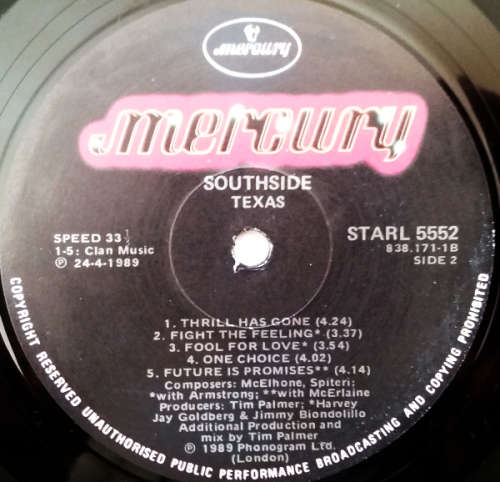 mercury
mercury
SOUTHSIDE
TEXAS
SPEED 33⅓
1-5: Clan Music
℗ 24-4-1989
STARL 5552
838.171-1B
SIDE 2
1. THRILL HAS GONE (4.24)
2. FIGHT THE FEELING* (3.37)
3. FOOL FOR LOVE* (3.54)
4. ONE CHOICE (4.02)
5. FUTURE IS PROMISES** (4.14)
Composers: McElhone, Spiteri;
*with Armstrong; **with McErlaine
Producers: Tim Palmer; *Harvey
Jay Goldberg & Jimmy Biondolillo
Additional Production and
mix by Tim Palmer
℗ 1989 Phonogram Ltd.
(London)
COPYRIGHT RESERVED UNAUTHORISED PUBLIC PERFORMANCE BROADCASTING AND COPYING PROHIBITED